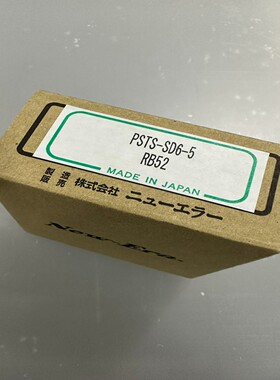 PSTS-SD6-5
RB52
MADE IN JAPAN
製造
販売 株式会社 ニューエラー
New-Era.